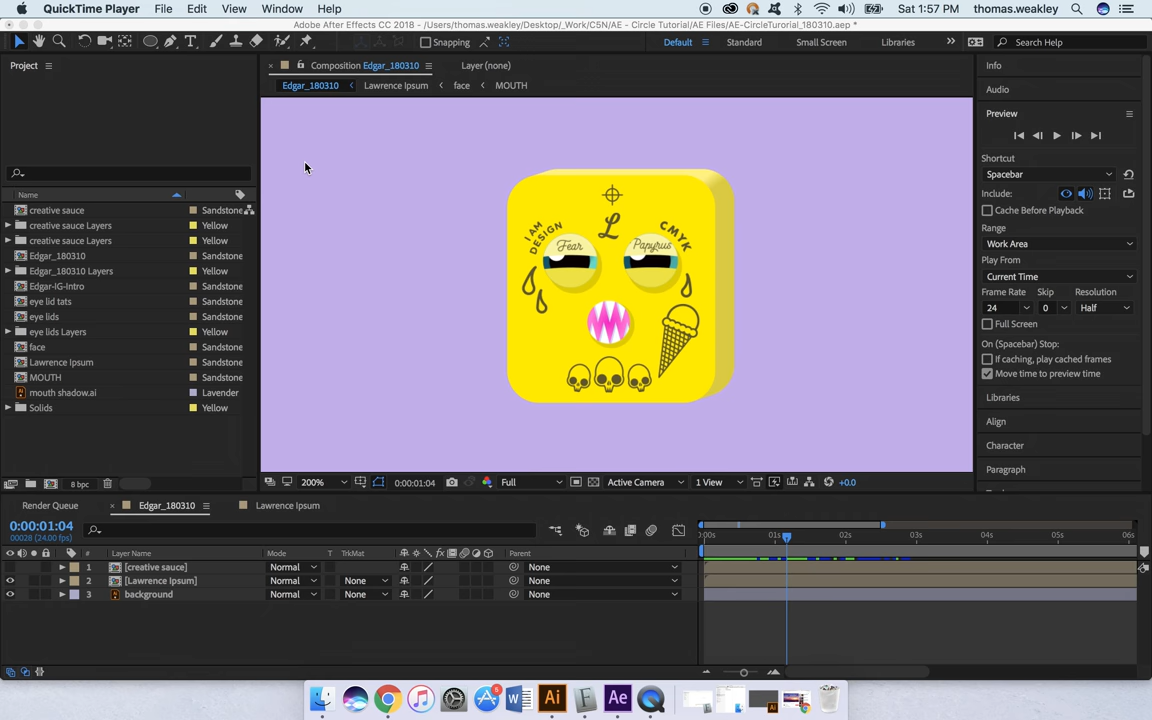 QuickTime Player File Edit View Window Help Sat 1:57 PM thomas.weakley
Adobe After Effects CC 2018 - /Users/thomas.weakley/Desktop/_Work/C5N/AE - Circle Tutorial/AE Files/AE-CircleTurorial_180310.aep *
Snapping Default Standard Small Screen Libraries Search Help
Project
Composition Edgar_180310 Layer (none)
Edgar_180310 Lawrence Ipsum face MOUTH
Name
creative sauce Sandstone
creative sauce Layers Yellow
creative sauce Layers Yellow
Edgar_180310 Sandstone
Edgar_180310 Layers Yellow
Edgar-IG-Intro Sandstone
eye lid tats Sandstone
eye lids Sandstone
eye lids Layers Yellow
face Sandstone
Lawrence Ipsum Sandstone
MOUTH Sandstone
mouth shadow.ai Lavender
Solids Yellow
8 bpc
I AM
DESIGN
L
CMYK
Fear
Papyrus
200% 0:00:01:04 Full Active Camera 1 View +0.0
Info
Audio
Preview
Shortcut
Spacebar
Include:
Cache Before Playback
Range
Work Area
Play From
Current Time
Frame Rate Skip Resolution
24 0 Half
Full Screen
On (Spacebar) Stop:
If caching, play cached frames
Move time to preview time
Libraries
Align
Character
Paragraph
Render Queue Edgar_180310 Lawrence Ipsum
0:00:01:04
00028 (24.00 fps)
:00s 01s 02s 03s 04s 05s 06s
# Layer Name Mode T TrkMat Parent
1 [creative sauce] Normal None
2 [Lawrence Ipsum] Normal None None
3 background Normal None None
6
W Ai F Ae